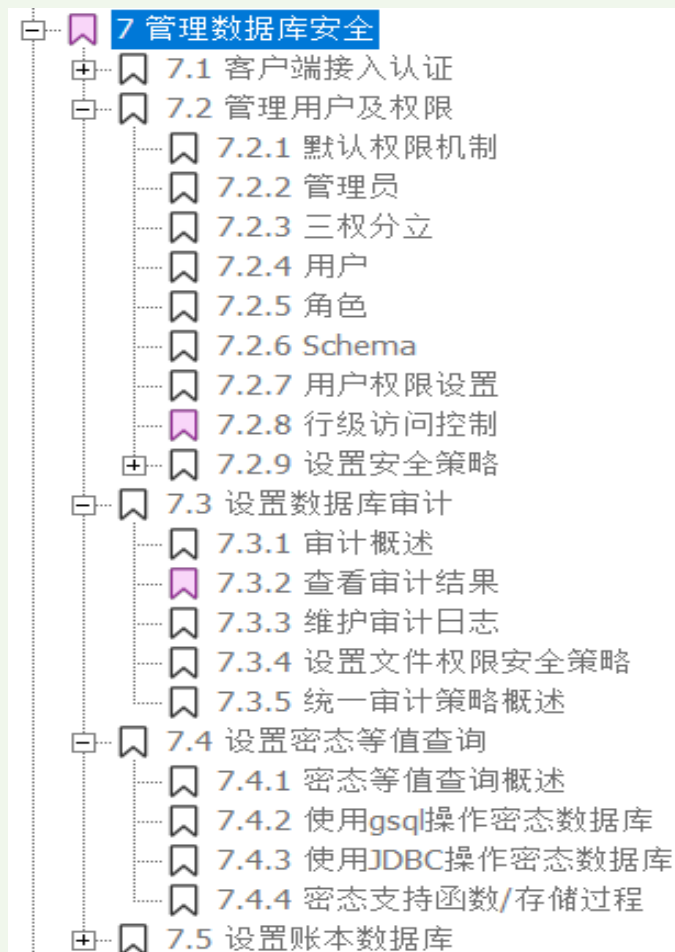 7 管理数据库安全
7.1 客户端接入认证
7.2 管理用户及权限
7.2.1 默认权限机制
7.2.2 管理员
7.2.3 三权分立
7.2.4 用户
7.2.5 角色
7.2.6 Schema
7.2.7 用户权限设置
7.2.8 行级访问控制
7.2.9 设置安全策略
7.3 设置数据库审计
7.3.1 审计概述
7.3.2 查看审计结果
7.3.3 维护审计日志
7.3.4 设置文件权限安全策略
7.3.5 统一审计策略概述
7.4 设置密态等值查询
7.4.1 密态等值查询概述
7.4.2 使用gsql操作密态数据库
7.4.3 使用JDBC操作密态数据库
7.4.4 密态支持函数/存储过程
7.5 设置账本数据库